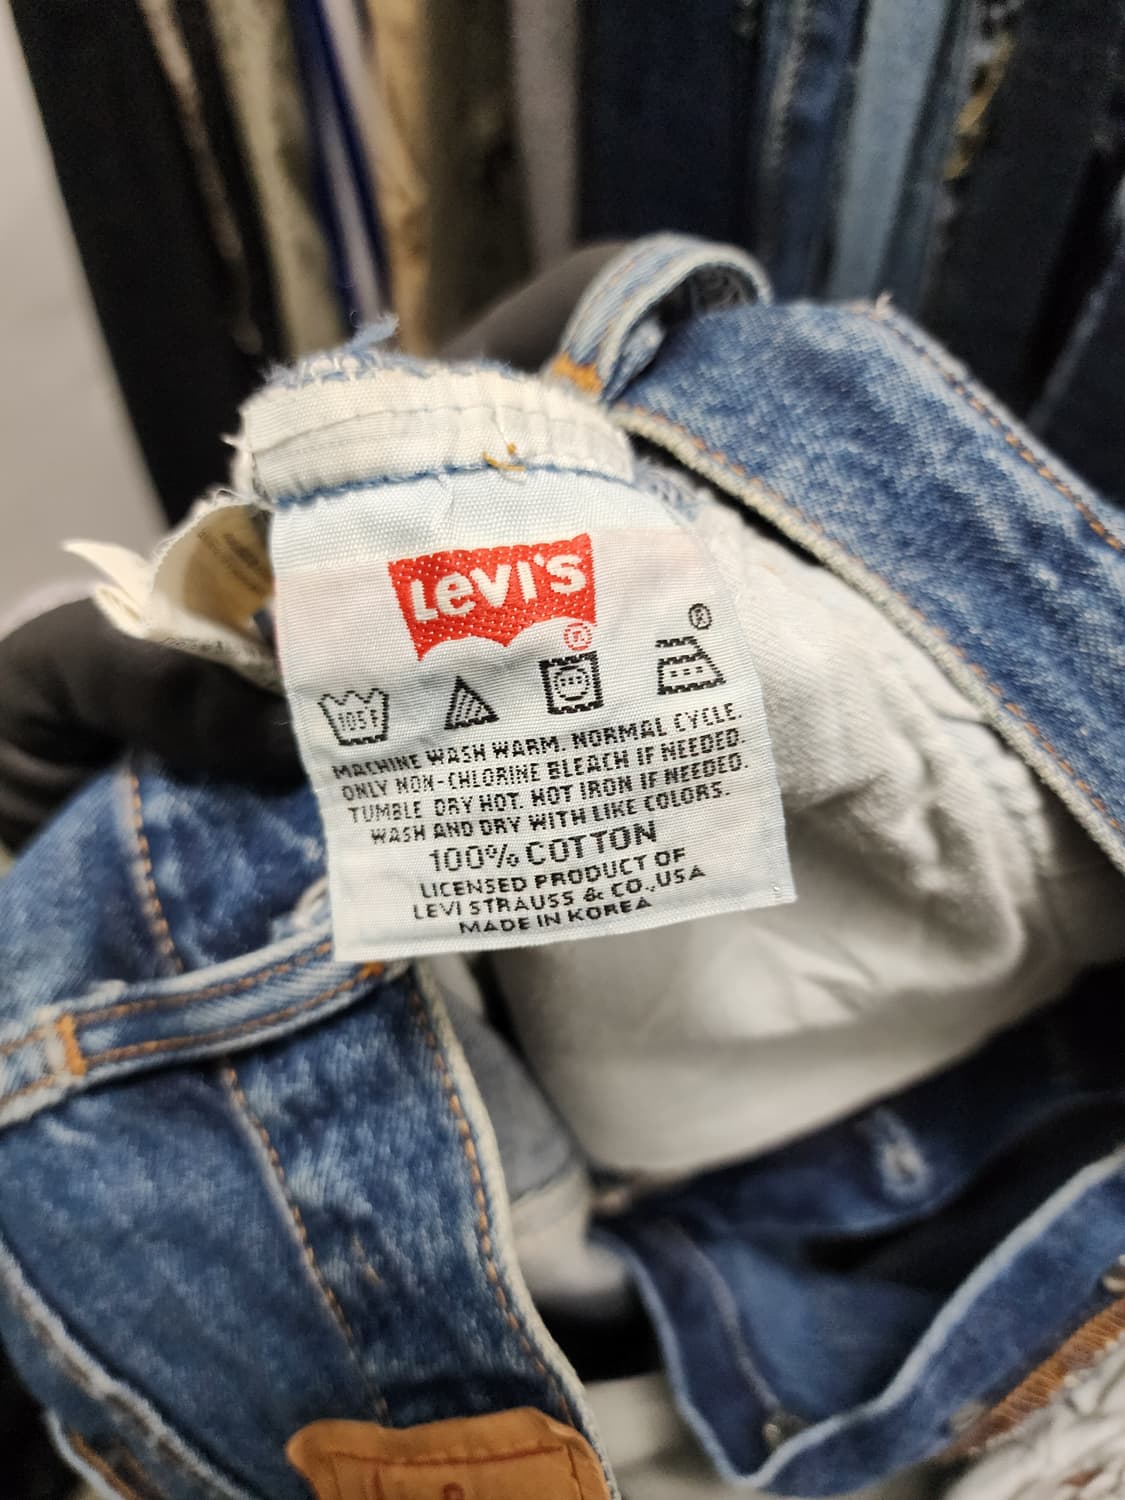 LEVI'S
®
®
105F
MACHINE WASH WARM. NORMAL CYCLE.
ONLY NON-CHLORINE BLEACH IF NEEDED.
TUMBLE DRY HOT. HOT IRON IF NEEDED.
WASH AND DRY WITH LIKE COLORS.
100% COTTON
LICENSED PRODUCT OF
LEVI STRAUSS & CO.,USA
MADE IN KOREA